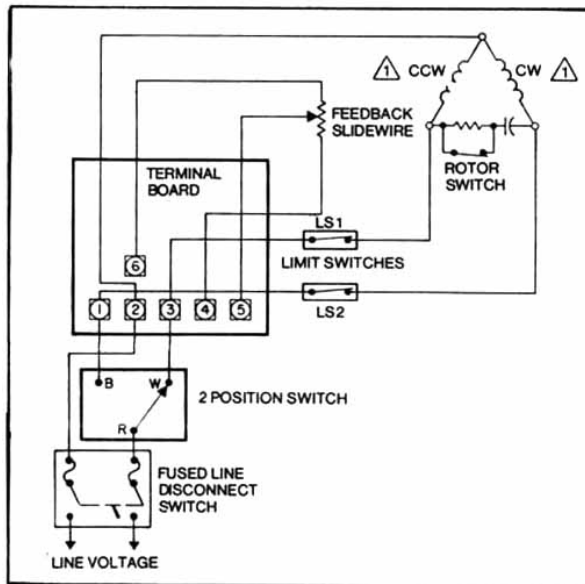 1 CCW CW 1
FEEDBACK
SLIDEWIRE
TERMINAL
BOARD
ROTOR
SWITCH
LS1
6
LIMIT SWITCHES
1 2 3 4 5
LS2
B W
2 POSITION SWITCH
R
FUSED LINE
DISCONNECT
SWITCH
LINE VOLTAGE